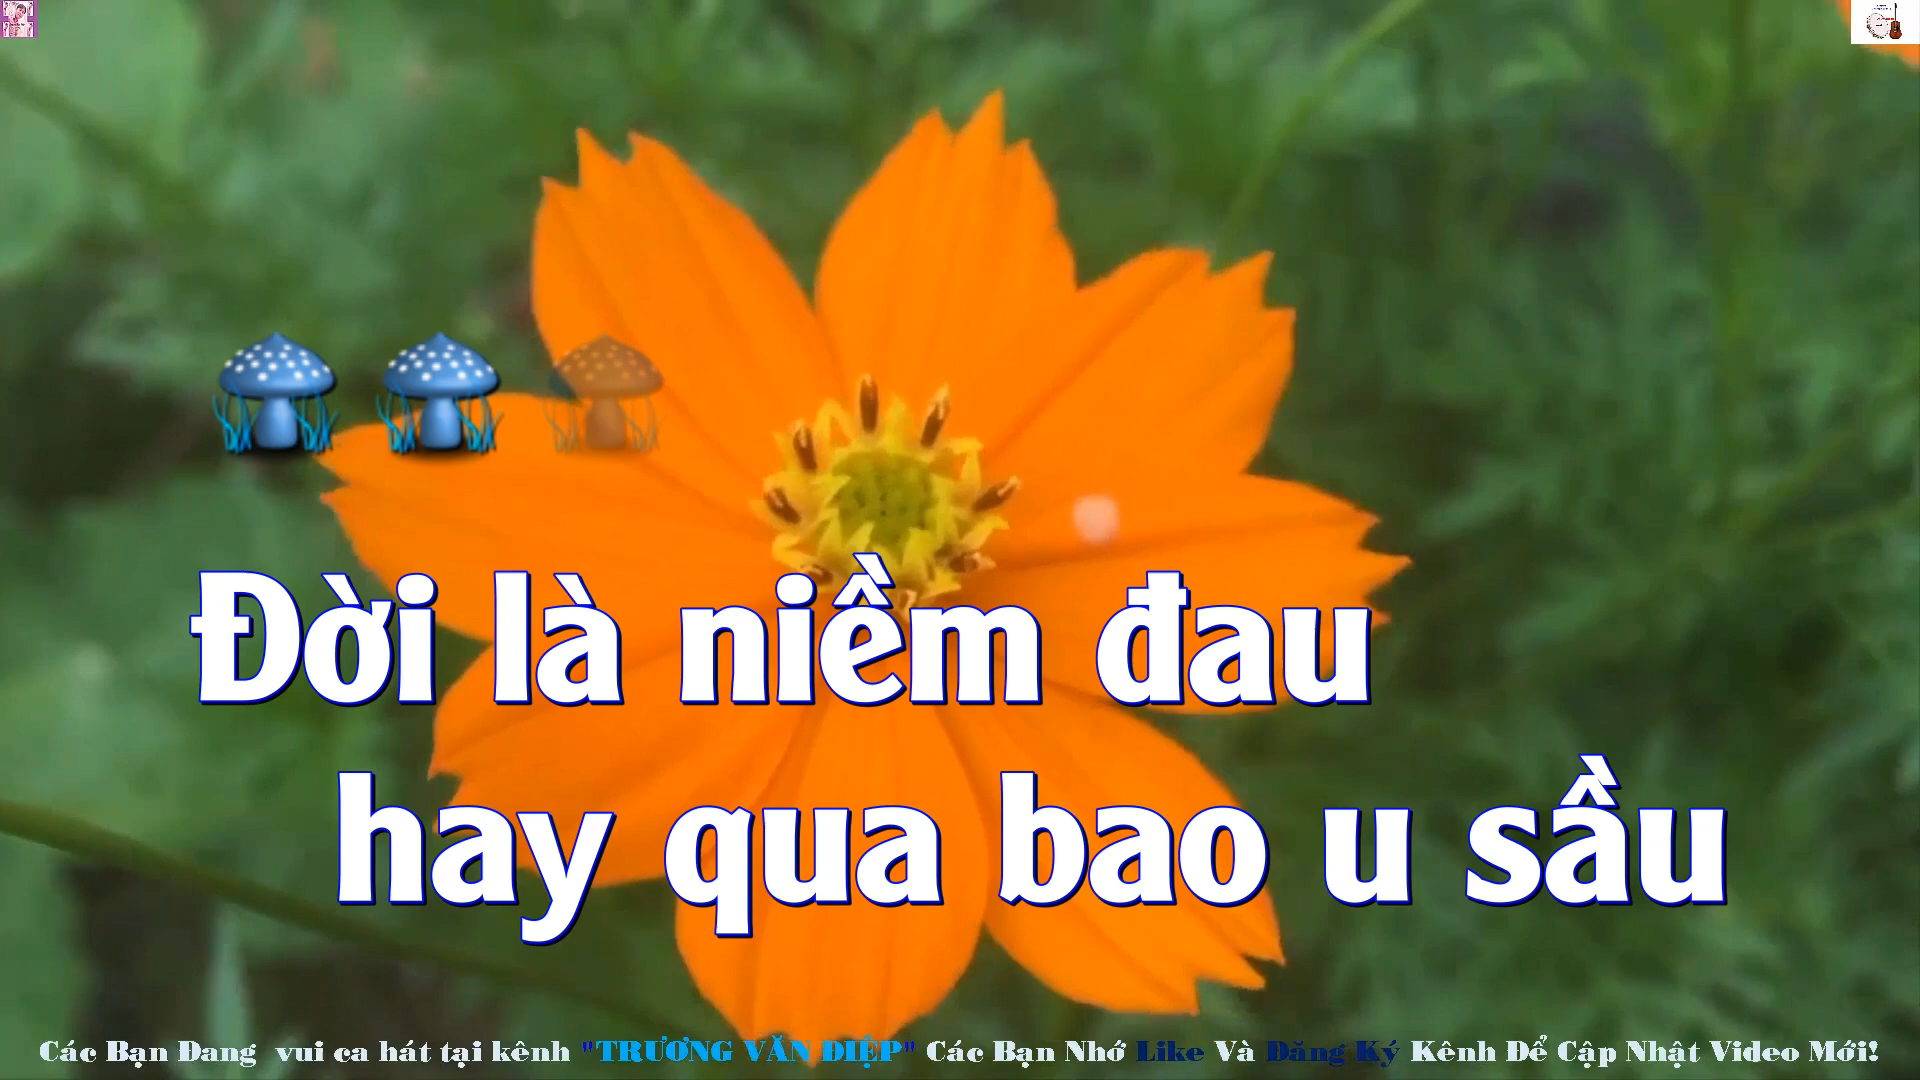 Đời là niềm đau
hay qua bao u sầu
Các Bạn Đang vui ca hát tại kênh "TRƯƠNG VĂN ĐIỆP" Các Bạn Nhớ Like Và Đăng Ký Kênh Để Cập Nhật Video Mới!